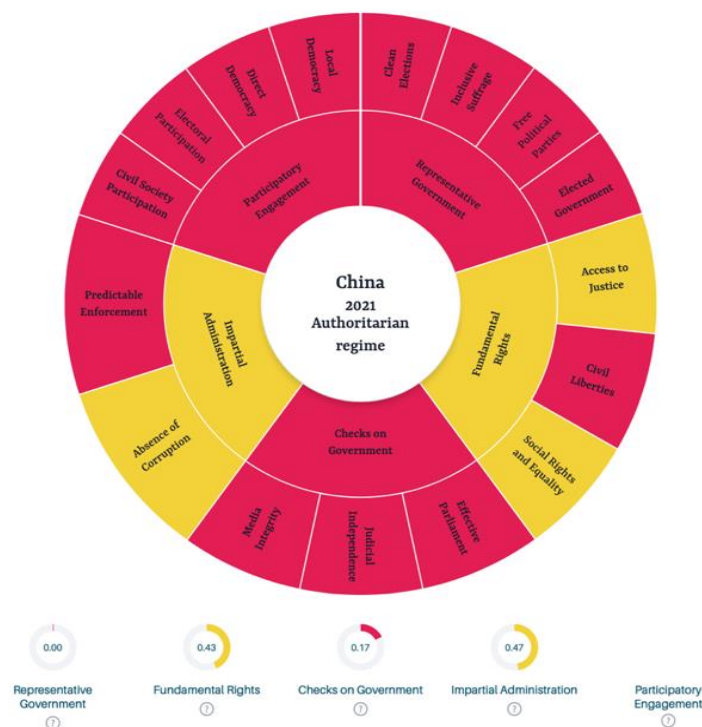 China
2021
Authoritarian
regime
Representative
Government
Clean
Elections
Inclusive
Suffrage
Free
Political
Parties
Elected
Government
Fundamental
Rights
Access to
Justice
Civil
Liberties
Social Rights
and Equality
Checks on
Government
Effective
Parliament
Judicial
Independence
Media
Integrity
Impartial
Administration
Absence of
Corruption
Predictable
Enforcement
Participatory
Engagement
Civil Society
Participation
Electoral
Participation
Direct
Democracy
Local
Democracy
0.00
Representative
Government
?
0.43
Fundamental Rights
?
0.17
Checks on Government
?
0.47
Impartial Administration
?
Participatory
Engagement
?